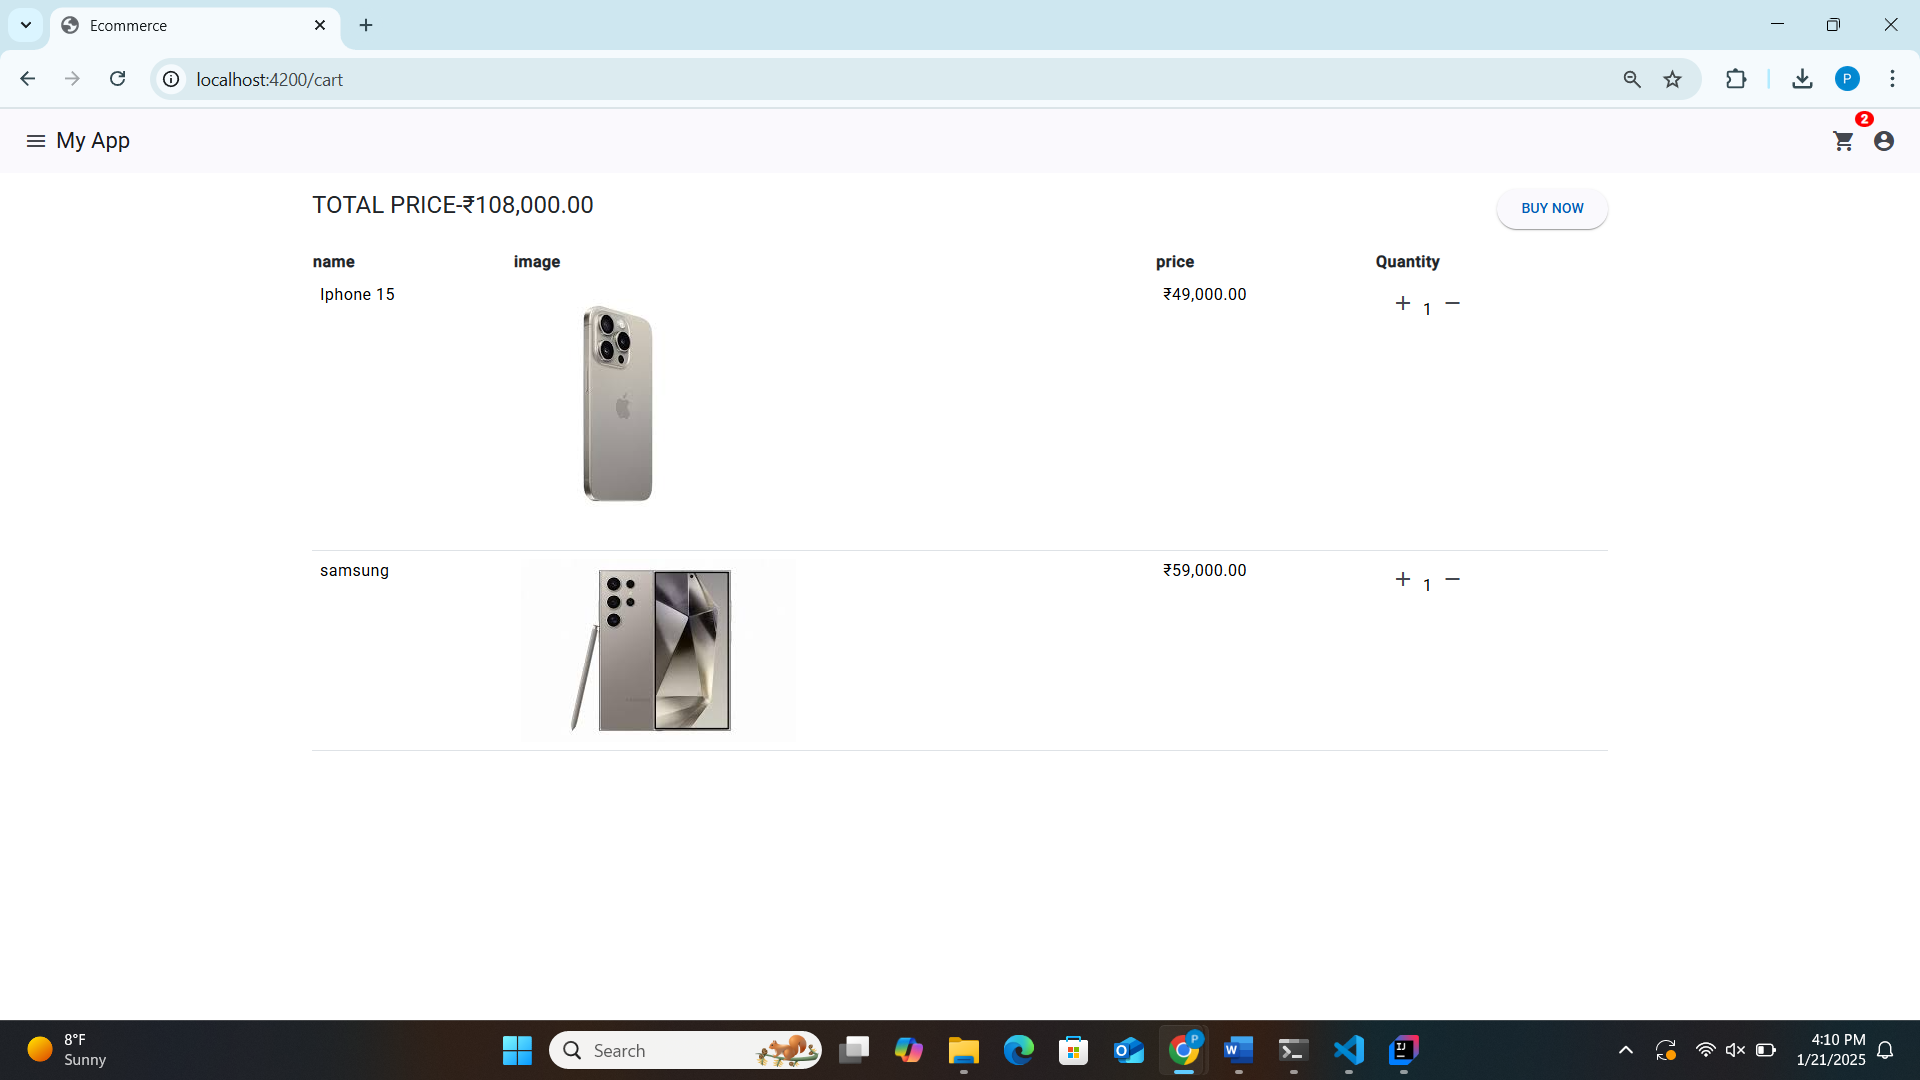 Ecommerce
localhost:4200/cart
P
My App
2
TOTAL PRICE-₹108,000.00
BUY NOW
name image price Quantity
Iphone 15 ₹49,000.00 1
samsung ₹59,000.00 1
8°F
Sunny
Search
P
W
IJ
4:10 PM
1/21/2025